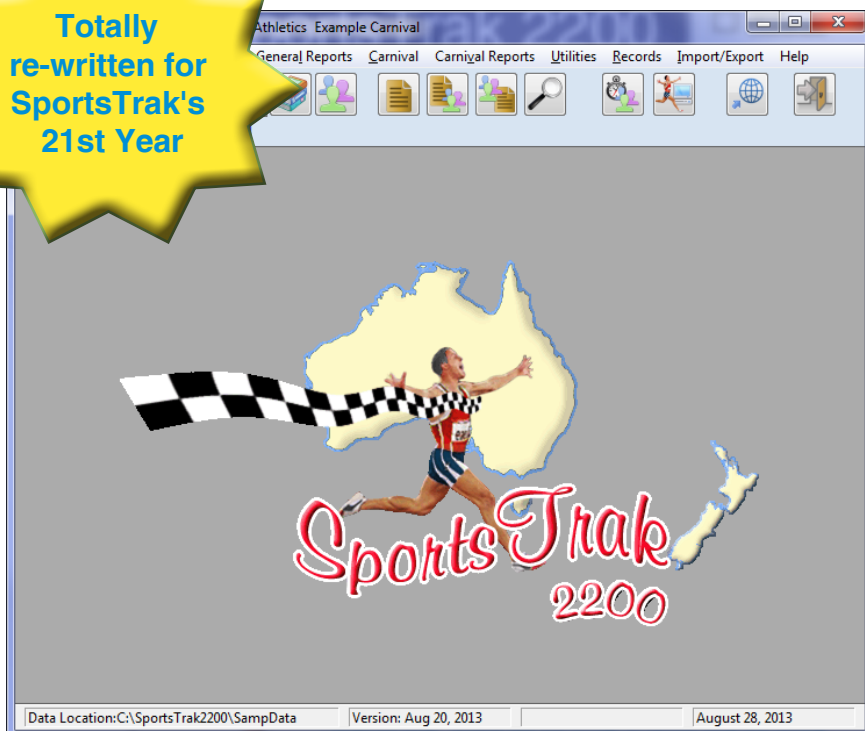 Totally
re-written for
SportsTrak's
21st Year
Athletics Example Carnival
General Reports Carnival Carnival Reports Utilities Records Import/Export Help
SportsTrak
2200
Data Location:C:\SportsTrak2200\SampData Version: Aug 20, 2013 August 28, 2013